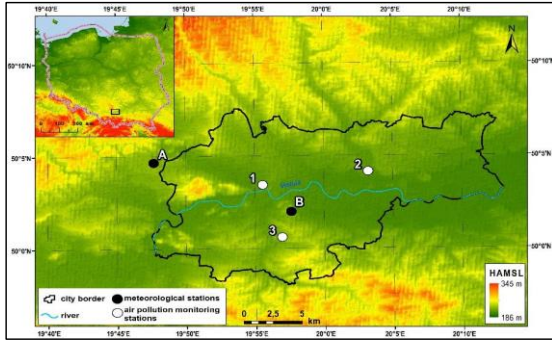 19°40'E 19°45'E 19°50'E 19°55'E 20°0'E 20°5'E 20°10'E
N
50°10'N 50°10'N
A
50°5'N 50°5'N
1 2
B
3
50°0'N 50°0'N
HAMSL
345 m
186 m
city border meteorological stations
river air pollution monitoring
stations
0 2,5 5
km
19°40'E 19°45'E 19°50'E 19°55'E 20°0'E 20°5'E 20°10'E